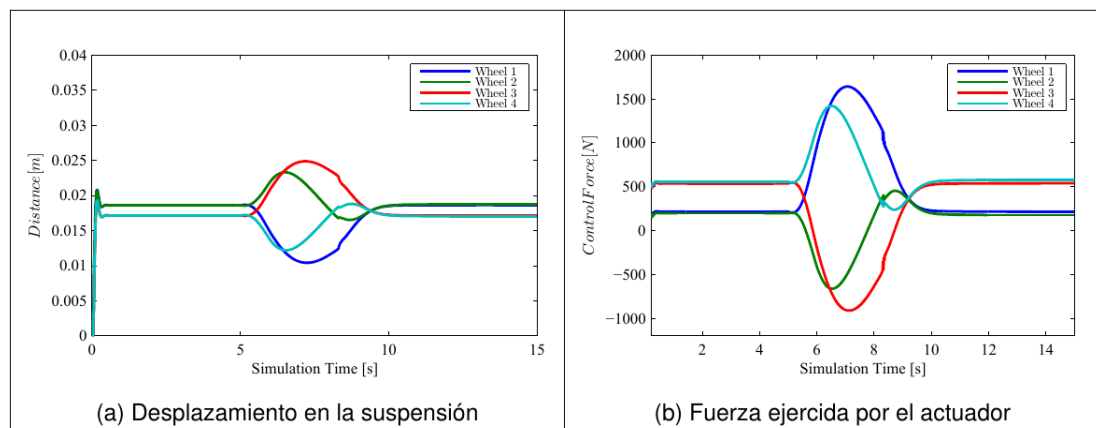 0.04
0.035
0.03
0.025
0.02
0.015
0.01
0.005
0
Distance[m]
Wheel 1
Wheel 2
Wheel 3
Wheel 4
0 5 10 15
Simulation Time [s]
(a) Desplazamiento en la suspensión
2000
1500
1000
500
0
−500
−1000
ControlForce[N]
Wheel 1
Wheel 2
Wheel 3
Wheel 4
2 4 6 8 10 12 14
Simulation Time [s]
(b) Fuerza ejercida por el actuador